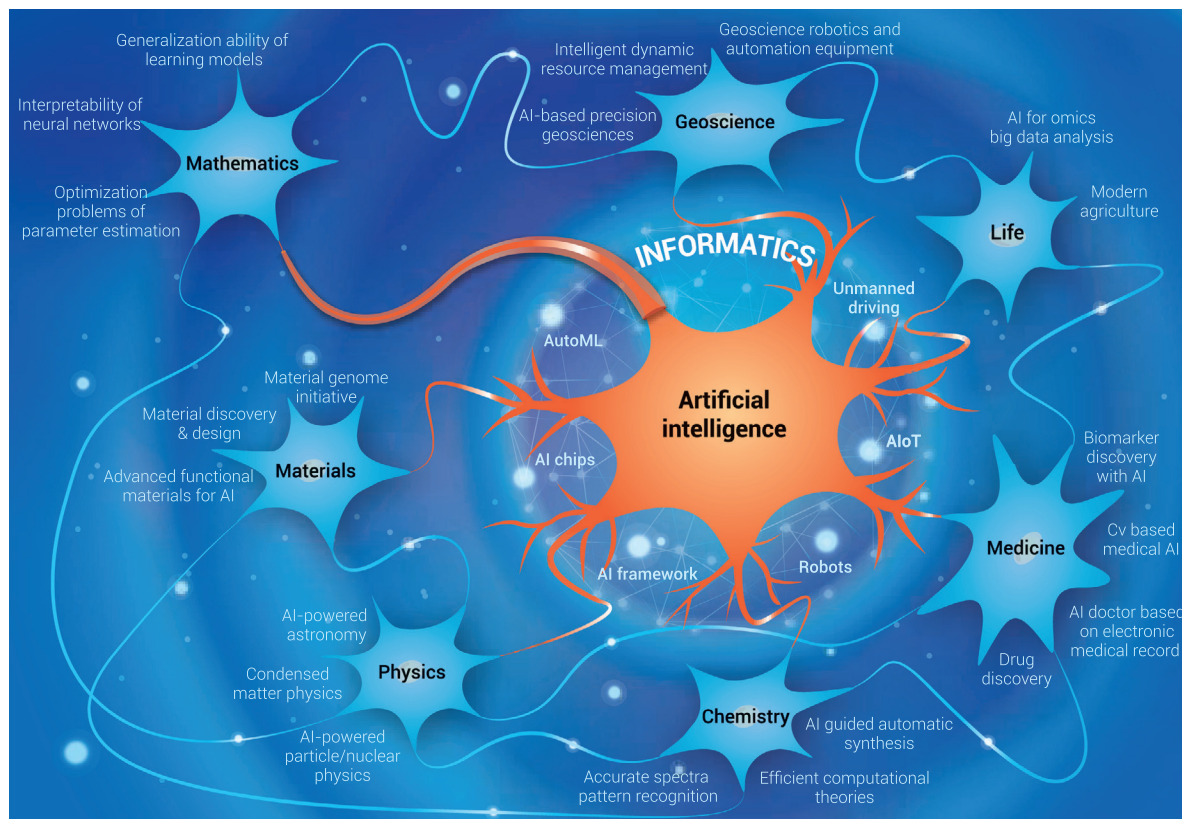 Generalization ability of
learning models
Interpretability of
neural networks
Mathematics
Optimization
problems of
parameter estimation
Intelligent dynamic
resource management
Geoscience robotics and
automation equipment
AI-based precision
geosciences
Geoscience
AI for omics
big data analysis
Modern
agriculture
Life
INFORMATICS
Unmanned
driving
AutoML
Artificial
intelligence
AIoT
AI chips
AI framework
Robots
Material genome
initiative
Material discovery
& design
Advanced functional
materials for AI
Materials
Biomarker
discovery
with AI
Cv based
medical AI
Medicine
AI doctor based
on electronic
medical record
Drug
discovery
AI-powered
astronomy
Condensed
matter physics
Physics
AI-powered
particle/nuclear
physics
Chemistry
AI guided automatic
synthesis
Accurate spectra
pattern recognition
Efficient computational
theories